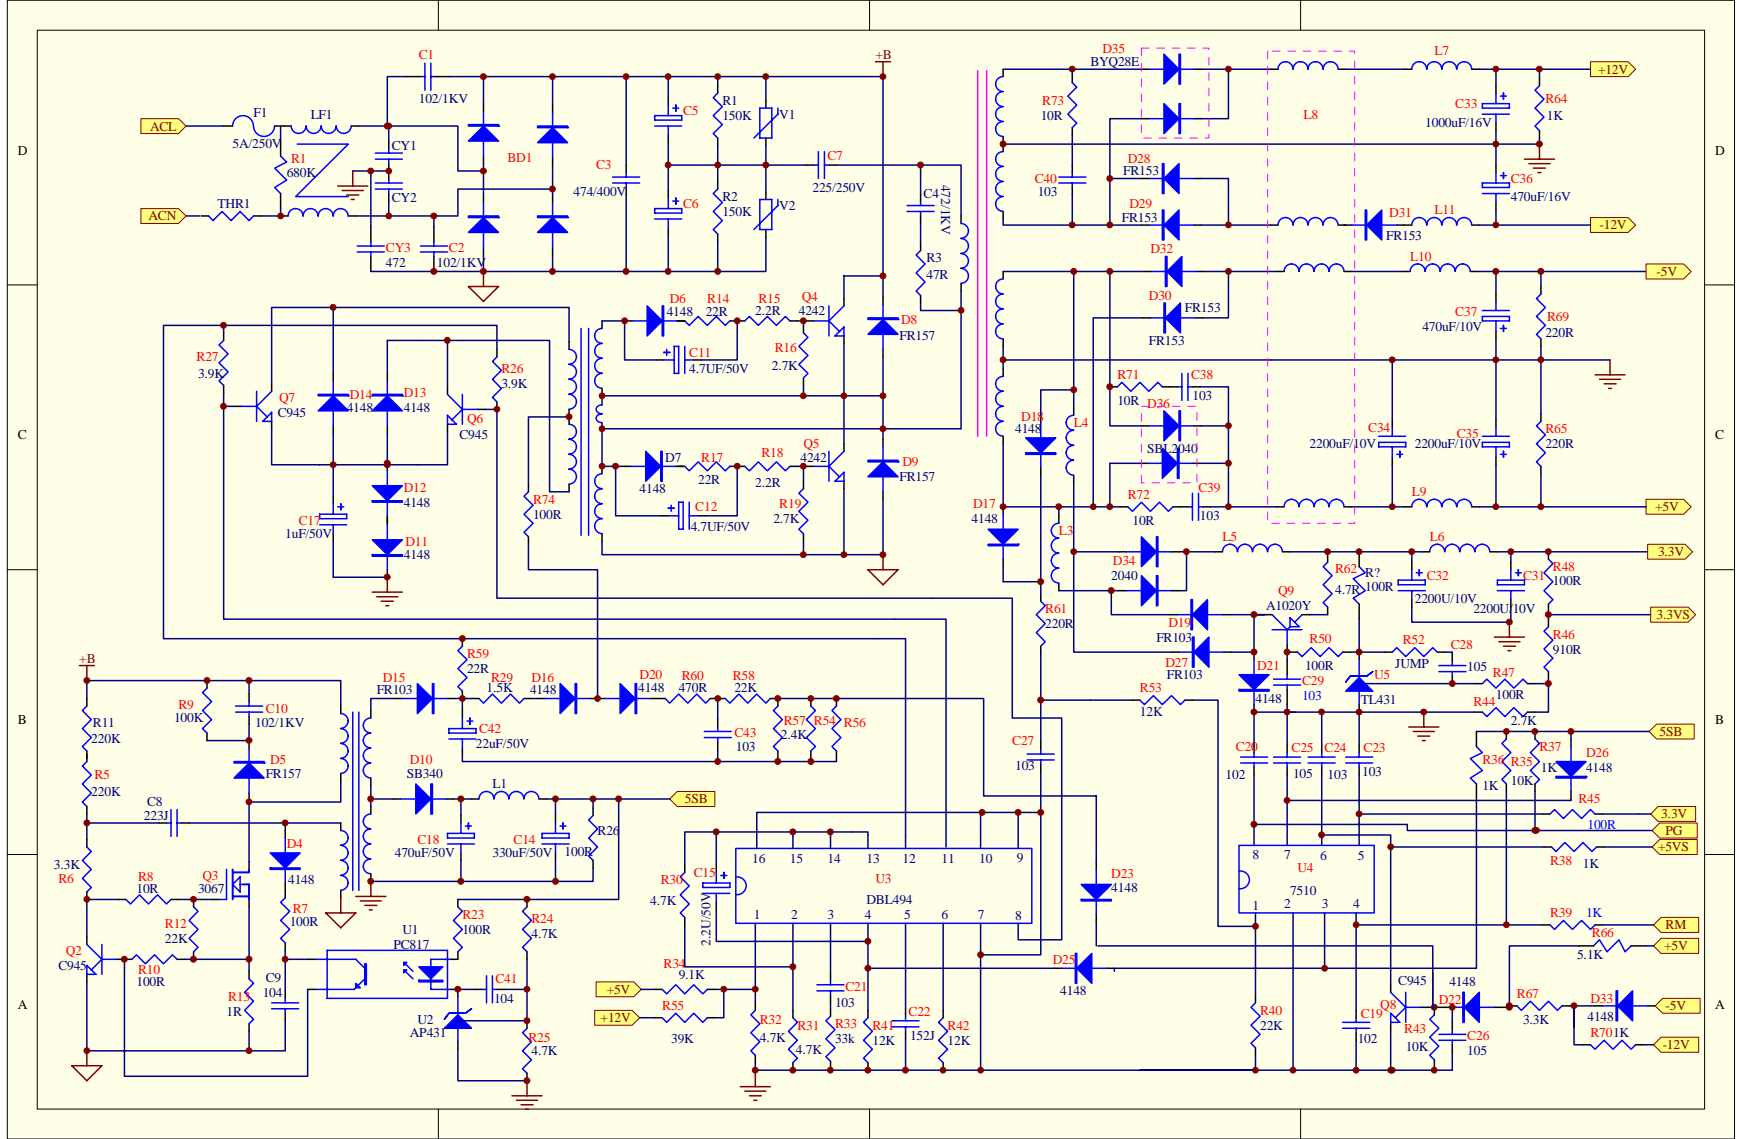 D
C
B
A
D
C
B
A
ACL
F1
5A/250V
LF1
R1
680K
ACN
THR1
CY1
CY2
CY3
472
C2
102/1KV
C1
102/1KV
BD1
C3
474/400V
C5
C6
R1
150K
R2
150K
V1
V2
+B
C7
225/250V
C4
472/1KV
R3
47R
R27
3.9K
Q7
C945
D14
4148
D13
4148
Q6
C945
R26
3.9K
D12
4148
D11
4148
C17
1uF/50V
R74
100R
D6
4148
R14
22R
R15
2.2R
Q4
4242
C11
4.7UF/50V
R16
2.7K
D8
FR157
D7
4148
R17
22R
R18
2.2R
Q5
4242
C12
4.7UF/50V
R19
2.7K
D9
FR157
D35
BYQ28E
R73
10R
C40
103
D28
FR153
D29
FR153
L8
L7
+12V
C33
1000uF/16V
R64
1K
C36
470uF/16V
D31
FR153
L11
-12V
D32
D30
FR153
FR153
L10
-5V
C37
470uF/10V
R69
220R
R71
10R
C38
103
D36
SBL2040
R72
10R
C39
103
D18
4148
L4
D17
4148
L3
C34
2200uF/10V
C35
2200uF/10V
R65
220R
L9
+5V
D34
2040
L5
L6
3.3V
R62
4.7R
R?
100R
C32
2200U/10V
C31
2200U/10V
R48
100R
3.3VS
R46
910R
Q9
A1020Y
D19
FR103
D27
FR103
R50
100R
R52
JUMP
C28
105
D21
4148
C29
103
U5
TL431
R47
100R
R44
2.7K
R61
220R
R53
12K
C27
103
C20
102
C25
105
C24
103
C23
103
5SB
R36
1K
R35
10K
R37
1K
D26
4148
R45
100R
3.3V
PG
+5VS
R38
1K
+B
R11
220K
R5
220K
R9
100K
C10
102/1KV
D5
FR157
C8
223J
D4
4148
3.3K
R6
R8
10R
Q3
3067
R12
22K
R7
100R
Q2
C945
R10
100R
R13
1R
C9
104
D15
FR103
R59
22R
R29
1.5K
D16
4148
D20
4148
R60
470R
R58
22K
C42
22uF/50V
C43
103
R57
2.4K
R54
R56
D10
SB340
L1
5SB
C18
470uF/50V
C14
330uF/50V
R26
100R
U1
PC817
R23
100R
R24
4.7K
C41
104
U2
AP431
R25
4.7K
16
15
14
13
12
11
10
9
U3
DBL494
1
2
3
4
5
6
7
8
R30
4.7K
C15
2.2U/50V
R34
9.1K
+5V
R55
39K
+12V
R32
4.7K
R31
4.7K
C21
103
R33
33k
R41
12K
C22
152J
R42
12K
D23
4148
D25
4148
8
7
6
5
U4
7510
1
2
3
4
R40
22K
C19
102
C945
Q8
D22
4148
R43
10K
C26
105
R39
1K
RM
R66
5.1K
+5V
R67
3.3K
D33
4148
-5V
R70
1K
-12V